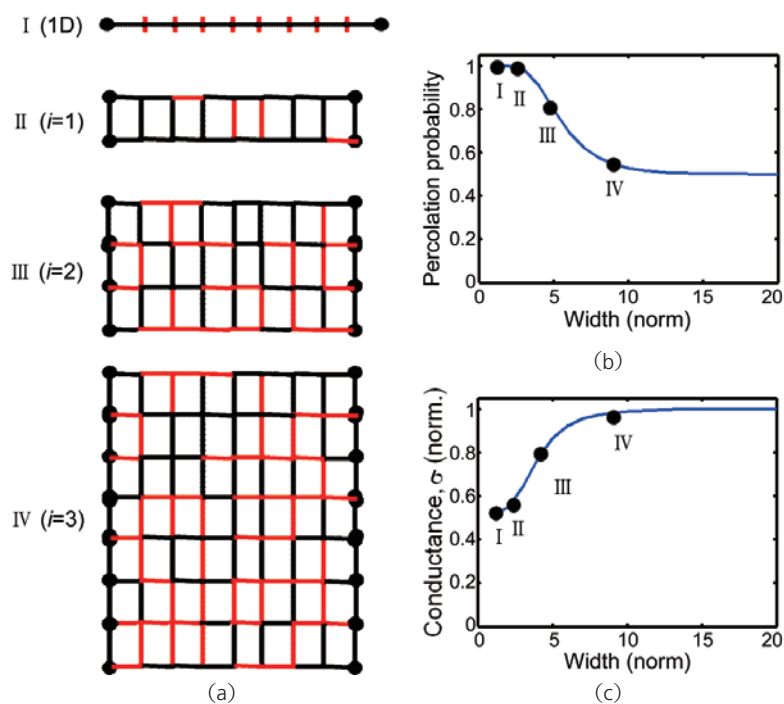 Ⅰ (1D)
Ⅱ (i=1)
Ⅲ (i=2)
Ⅳ (i=3)
(a)
Percolation probability
1
0.8
0.6
0.4
0.2
0
0 5 10 15 20
Width (norm)
Ⅰ
Ⅱ
Ⅲ
Ⅳ
(b)
Conductance, σ (norm.)
1
0.8
0.6
0.4
0.2
0
0 5 10 15 20
Width (norm)
Ⅰ
Ⅱ
Ⅲ
Ⅳ
(c)